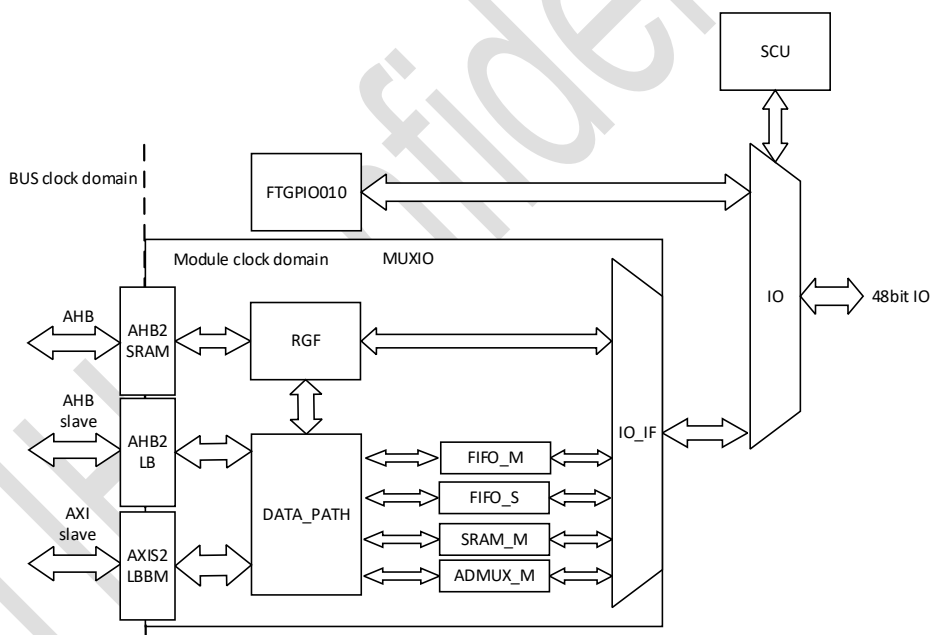 SCU
BUS clock domain
FTGPIO010
Module clock domain
MUXIO
IO
48bit IO
AHB
AHB2
SRAM
RGF
AHB
slave
AHB2
LB
IO_IF
DATA_PATH
FIFO_M
FIFO_S
SRAM_M
ADMUX_M
AXI
slave
AXIS2
LBBM